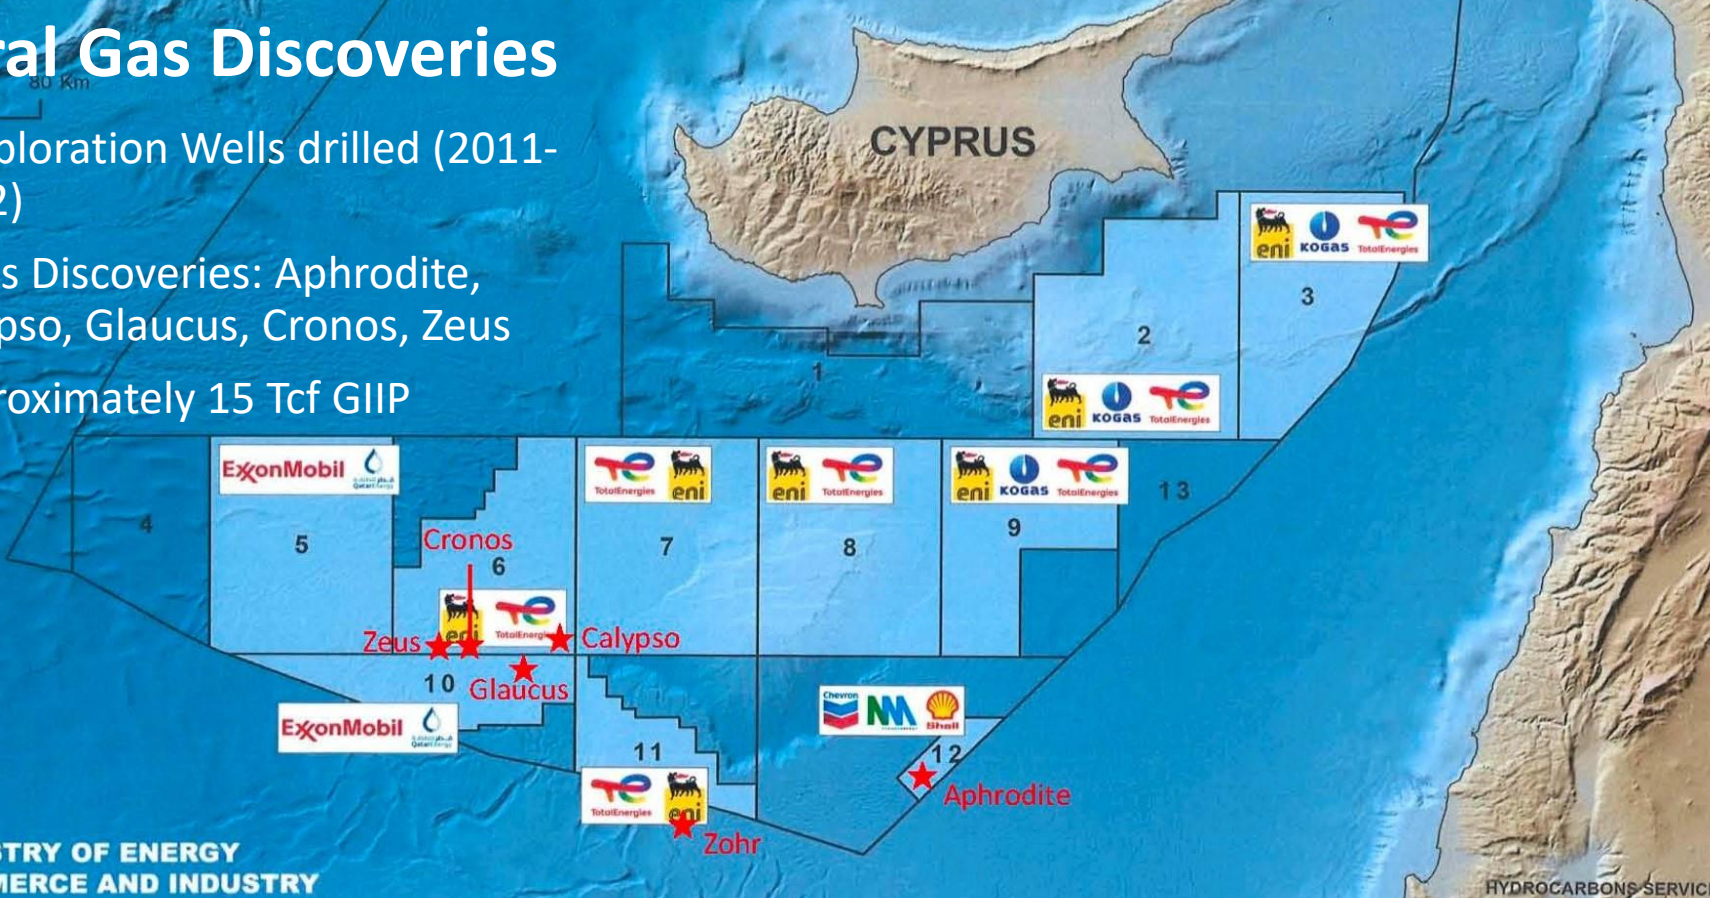 ral Gas Discoveries
80 Km
ploration Wells drilled (2011-
2)
s Discoveries: Aphrodite,
pso, Glaucus, Cronos, Zeus
roximately 15 Tcf GIIP
CYPRUS
eni KOGAS TotalEnergies
3
2
eni KOGAS TotalEnergies
1
ExxonMobil
TotalEnergies eni
eni TotalEnergies
eni KOGAS TotalEnergies
13
4
5
Cronos
6
7
8
9
eni TotalEnergies
Zeus
Calypso
10
Glaucus
ExxonMobil
Chevron
NM
Shell
11
12
TotalEnergies eni
Aphrodite
Zohr
STRY OF ENERGY
MERCE AND INDUSTRY
HYDROCARBONS SERVIC